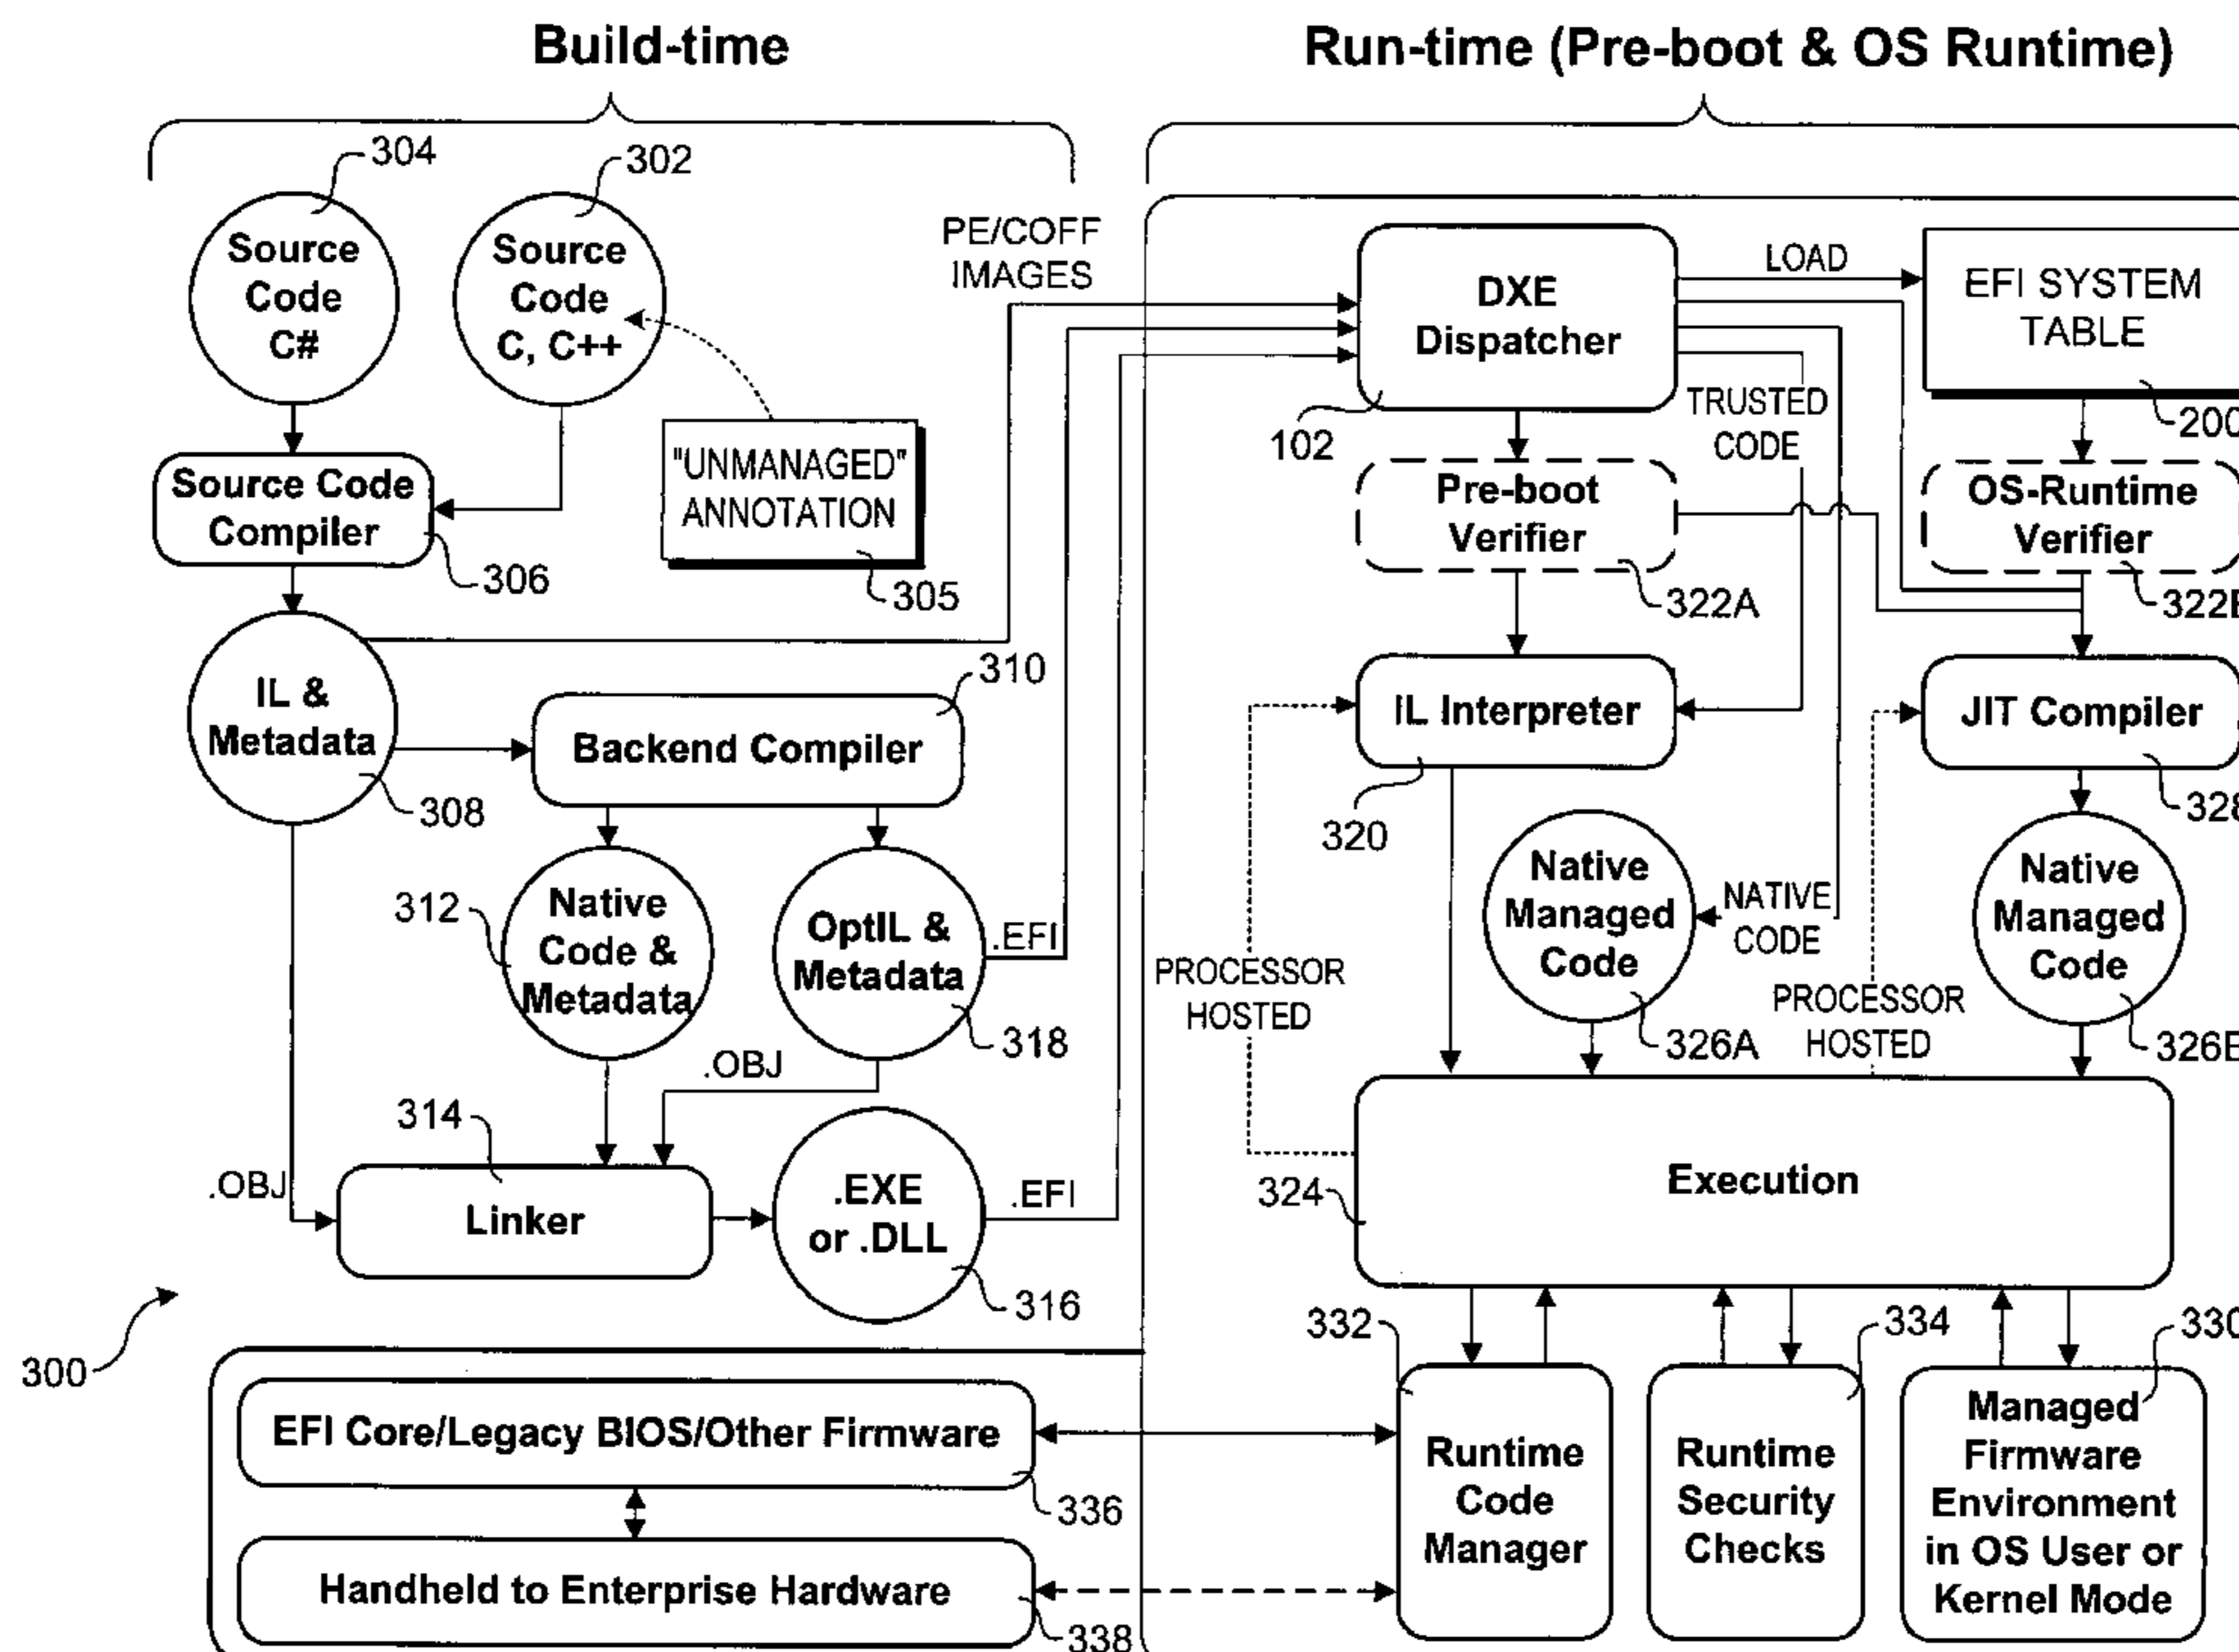 Build-time
Run-time (Pre-boot & OS Runtime)
304
302
Source
Code
C#
Source
Code
C, C++
PE/COFF
IMAGES
DXE
Dispatcher
102
LOAD
EFI SYSTEM
TABLE
200
TRUSTED
CODE
"UNMANAGED"
ANNOTATION
305
Source Code
Compiler
306
Pre-boot
Verifier
322A
OS-Runtime
Verifier
322B
IL &
Metadata
308
310
Backend Compiler
IL Interpreter
320
JIT Compiler
328
312
Native
Code &
Metadata
OptIL &
Metadata
.EFI
318
Native
Managed
Code
326A
NATIVE
CODE
Native
Managed
Code
326B
PROCESSOR
HOSTED
PROCESSOR
HOSTED
.OBJ
314
.OBJ
Linker
.EXE
or .DLL
.EFI
316
324
Execution
300
332
334
330
EFI Core/Legacy BIOS/Other Firmware
336
Handheld to Enterprise Hardware
338
Runtime
Code
Manager
Runtime
Security
Checks
Managed
Firmware
Environment
in OS User or
Kernel Mode